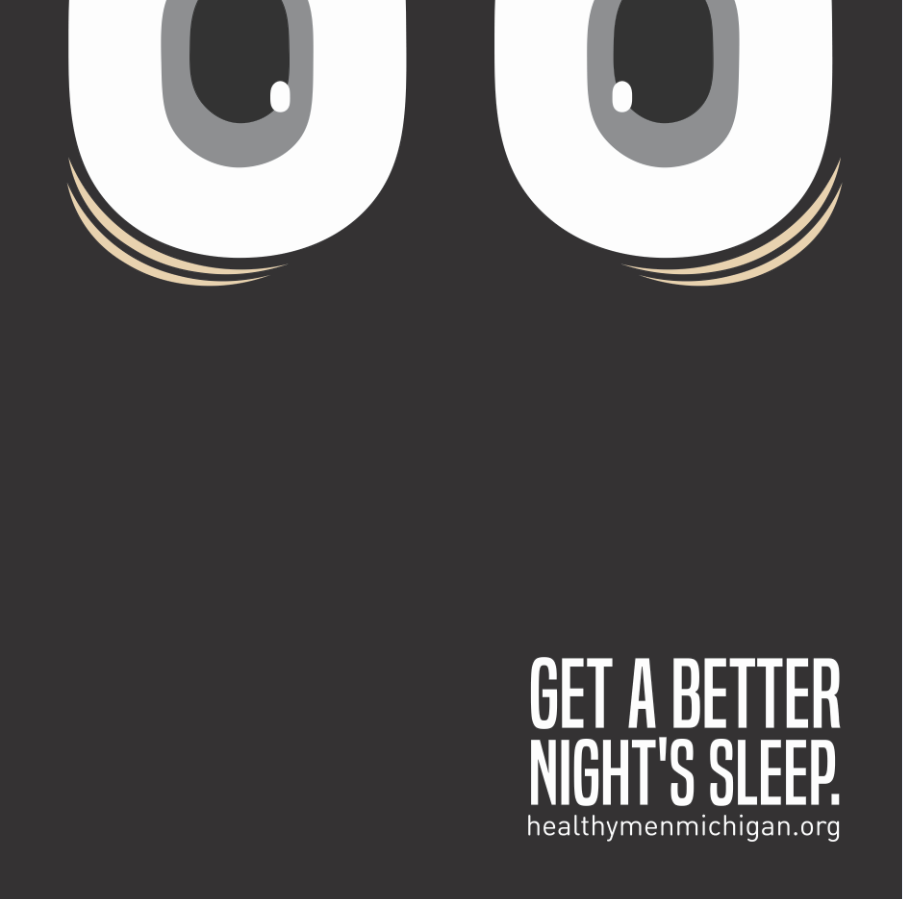 GET A BETTER
NIGHT'S SLEEP.
healthymenmichigan.org